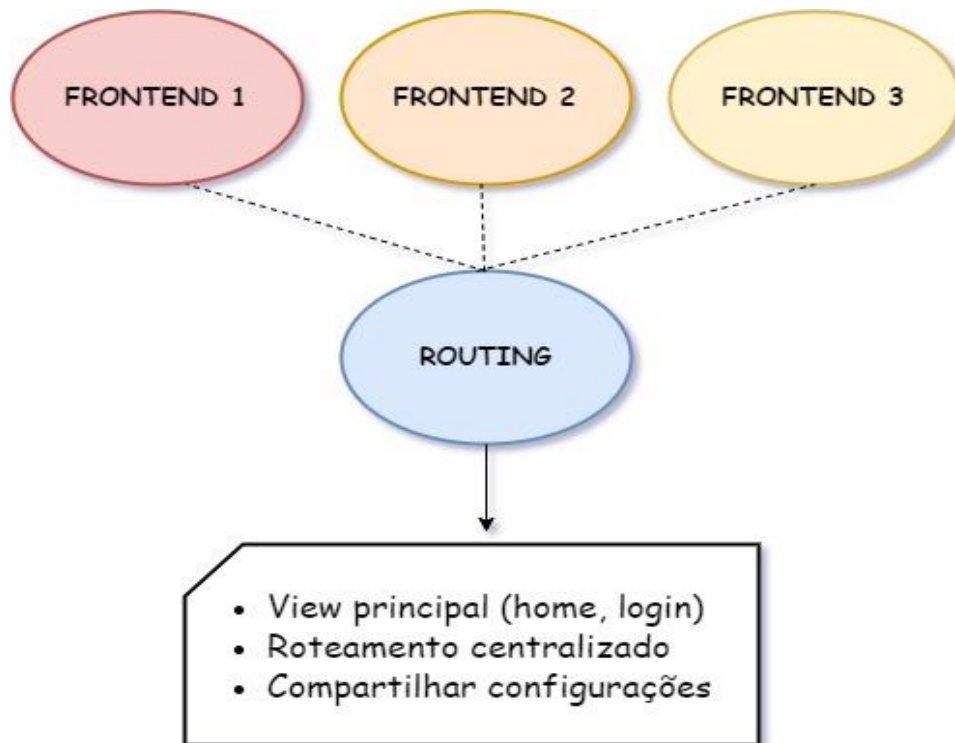 FRONTEND 1
FRONTEND 2
FRONTEND 3
ROUTING
• View principal (home, login)
• Roteamento centralizado
• Compartilhar configurações